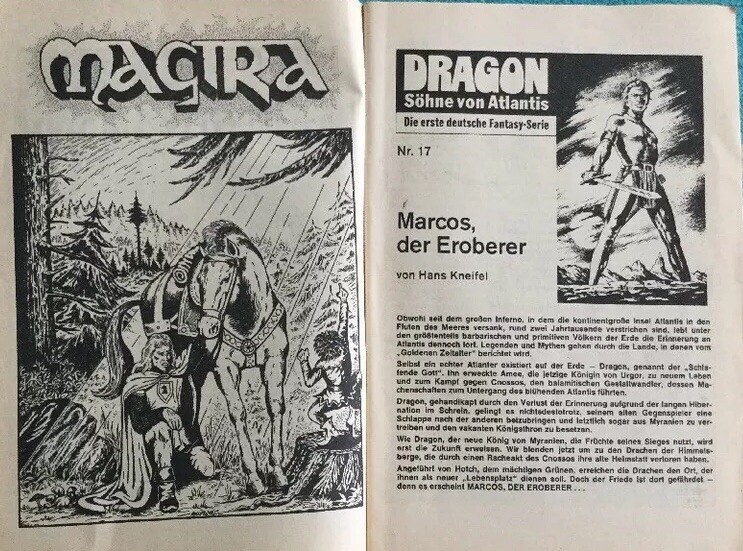 MAGIRA
DRAGON
Söhne von Atlantis
Die erste deutsche Fantasy-Serie
Nr. 17
Marcos,
der Eroberer
von Hans Kneifel
Obwohl seit dem großen Inferno, in dem die kontinentgroße Insel Atlantis in den
Fluten des Meeres versank, rund zwei Jahrtausende verstrichen sind, lebt unter
den größtenteils barbarischen und primitiven Völkern der Erde die Erinnerung an
Atlantis dennoch fort. Legenden und Mythen gehen durch die Lande, in denen vom
„Goldenen Zeitalter" berichtet wird.
Selbst ein echter Atlanter existiert auf der Erde – Dragon, genannt der „Schla-
fende Gott". Ihn erweckte Amee, die jetzige Königin von Urgor, zu neuem Leben
und zum Kampf gegen Cnossos, den balamitischen Gestaltwandler, dessen Ma-
chenschaften zum Untergang des blühenden Atlantis führten.
Dragon, gehandikapt durch den Verlust der Erinnerung aufgrund der langen Hiber-
nation im Schrein, gelingt es nichtsdestotrotz, seinem alten Gegenspieler eine
Schlappe nach der anderen beizubringen und letztlich sogar aus Myranien zu ver-
treiben und den vakanten Königsthron zu besetzen.
Wie Dragon, der neue König von Myranien, die Früchte seines Sieges nutzt, wird
erst die Zukunft erweisen. Wir blenden jetzt um zu den Drachen der Himmels-
berge, die durch einen Racheakt des Cnossos ihre alte Heimstatt verloren haben.
Angeführt von Hotch, dem mächtigen Grünen, erreichen die Drachen den Ort, der
ihnen als neuer „Lebensplatz" dienen soll. Doch der Friede ist dort gefährdet –
denn es erscheint MARCOS, DER EROBERER . . .